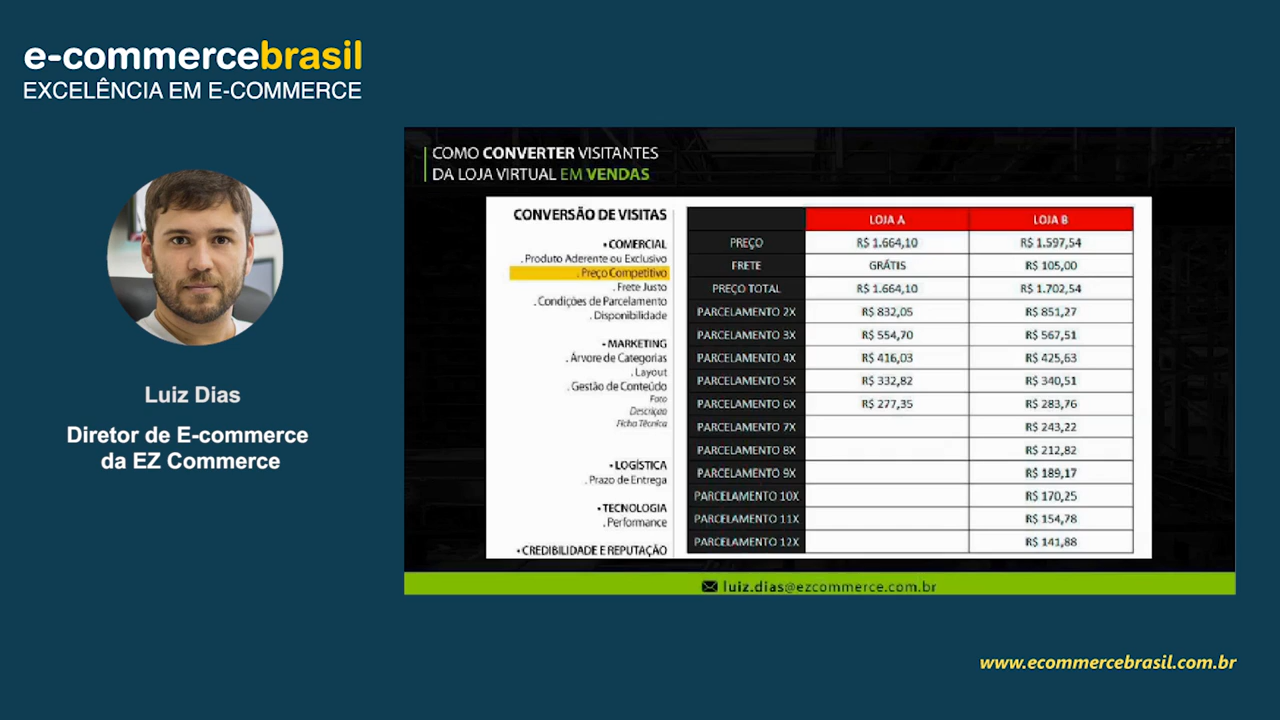 e-commercebrasil
EXCELÊNCIA EM E-COMMERCE
Luiz Dias
Diretor de E-commerce
da EZ Commerce
COMO CONVERTER VISITANTES
DA LOJA VIRTUAL EM VENDAS
CONVERSÃO DE VISITAS
• COMERCIAL
. Produto Aderente ou Exclusivo
. Preço Competitivo
. Frete Justo
. Condições de Parcelamento
. Disponibilidade
• MARKETING
. Árvore de Categorias
. Layout
. Gestão de Conteúdo
Foto
Descrição
Ficha Técnica
• LOGÍSTICA
. Prazo de Entrega
• TECNOLOGIA
. Performance
• CREDIBILIDADE E REPUTAÇÃO
LOJA A LOJA B
PREÇO R$ 1.664,10 R$ 1.597,54
FRETE GRÁTIS R$ 105,00
PREÇO TOTAL R$ 1.664,10 R$ 1.702,54
PARCELAMENTO 2X R$ 832,05 R$ 851,27
PARCELAMENTO 3X R$ 554,70 R$ 567,51
PARCELAMENTO 4X R$ 416,03 R$ 425,63
PARCELAMENTO 5X R$ 332,82 R$ 340,51
PARCELAMENTO 6X R$ 277,35 R$ 283,76
PARCELAMENTO 7X R$ 243,22
PARCELAMENTO 8X R$ 212,82
PARCELAMENTO 9X R$ 189,17
PARCELAMENTO 10X R$ 170,25
PARCELAMENTO 11X R$ 154,78
PARCELAMENTO 12X R$ 141,88
luiz.dias@ezcommerce.com.br
www.ecommercebrasil.com.br